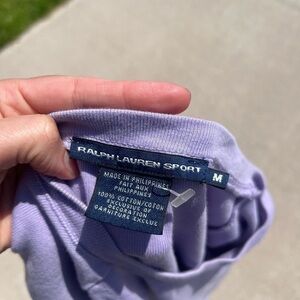 RALPH LAUREN SPORT
M
MADE IN PHILIPPINES
FAIT AUX
PHILIPPINES
100% COTTON/COTON
EXCLUSIVE OF
DECORATION
GARNITURE EXCLUE